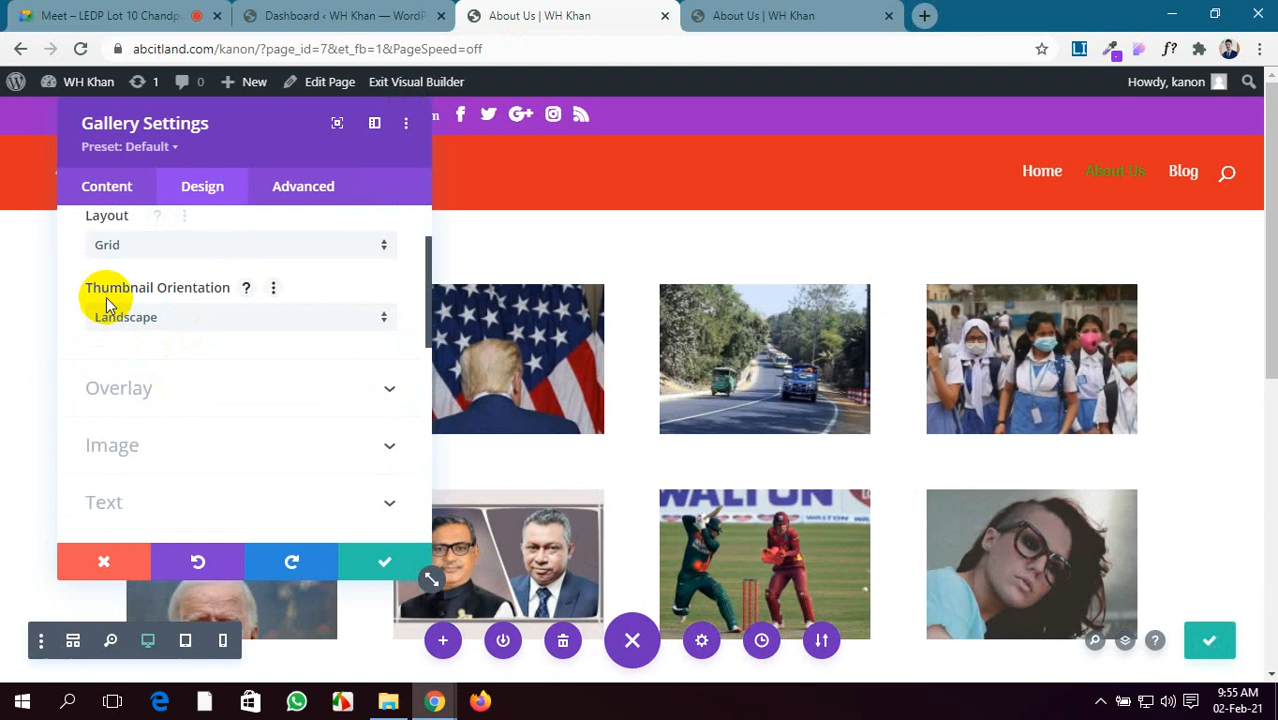 Meet – LEDP Lot 10 Chandp
Dashboard ‹ WH Khan — WordP
About Us | WH Khan
About Us | WH Khan
abcitland.com/kanon/?page_id=7&et_fb=1&PageSpeed=off
WH Khan
1
0
New
Edit Page
Exit Visual Builder
Howdy, kanon
Gallery Settings
Preset: Default
Content
Design
Advanced
Home
About Us
Blog
Layout
Grid
Thumbnail Orientation
Landscape
Overlay
Image
Text
WALTON
9:55 AM
02-Feb-21